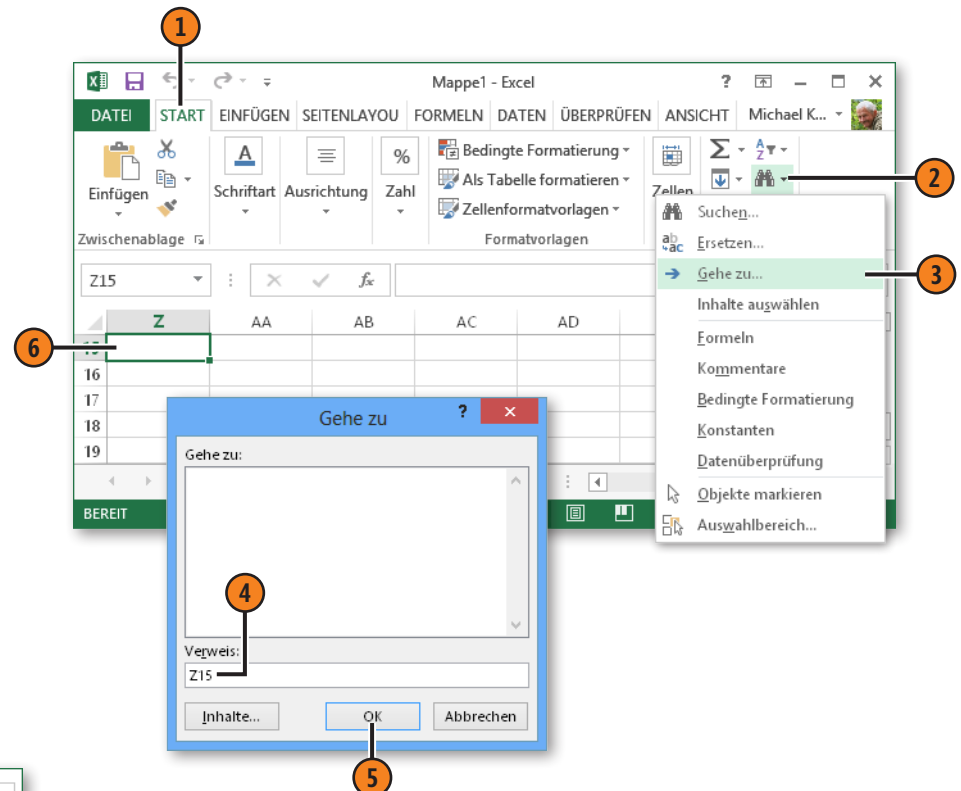 1
Mappe1 - Excel
?
DATEI START EINFÜGEN SEITENLAYOU FORMELN DATEN ÜBERPRÜFEN ANSICHT Michael K...
Einfügen
A
Schriftart
Ausrichtung
%
Zahl
Bedingte Formatierung
Als Tabelle formatieren
Zellenformatvorlagen
Zellen
Σ
A
Z
2
Zwischenablage
Formatvorlagen
Suchen...
ab
ac
Ersetzen...
Gehe zu...
3
Inhalte auswählen
Formeln
Kommentare
Bedingte Formatierung
Konstanten
Datenüberprüfung
Objekte markieren
Auswahlbereich...
Z15
fx
Z AA AB AC AD
6
15
16
17
18
19
BEREIT
Gehe zu
?
Gehe zu:
4
Verweis:
Z15
Inhalte... OK Abbrechen
5